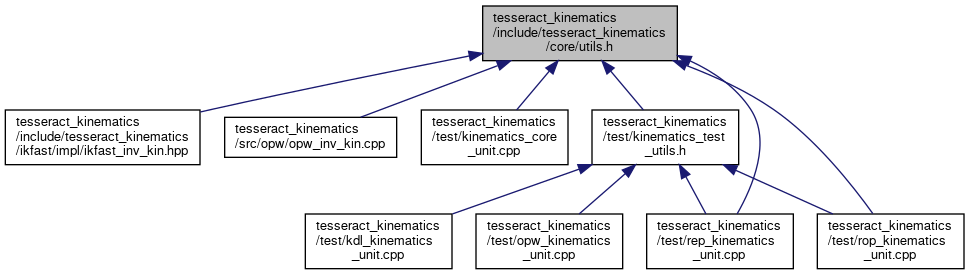 tesseract_kinematics
/include/tesseract_kinematics
/core/utils.h
tesseract_kinematics
/include/tesseract_kinematics
/ikfast/impl/ikfast_inv_kin.hpp
tesseract_kinematics
/src/opw/opw_inv_kin.cpp
tesseract_kinematics
/test/kinematics_core
_unit.cpp
tesseract_kinematics
/test/kinematics_test
_utils.h
tesseract_kinematics
/test/kdl_kinematics
_unit.cpp
tesseract_kinematics
/test/opw_kinematics
_unit.cpp
tesseract_kinematics
/test/rep_kinematics
_unit.cpp
tesseract_kinematics
/test/rop_kinematics
_unit.cpp